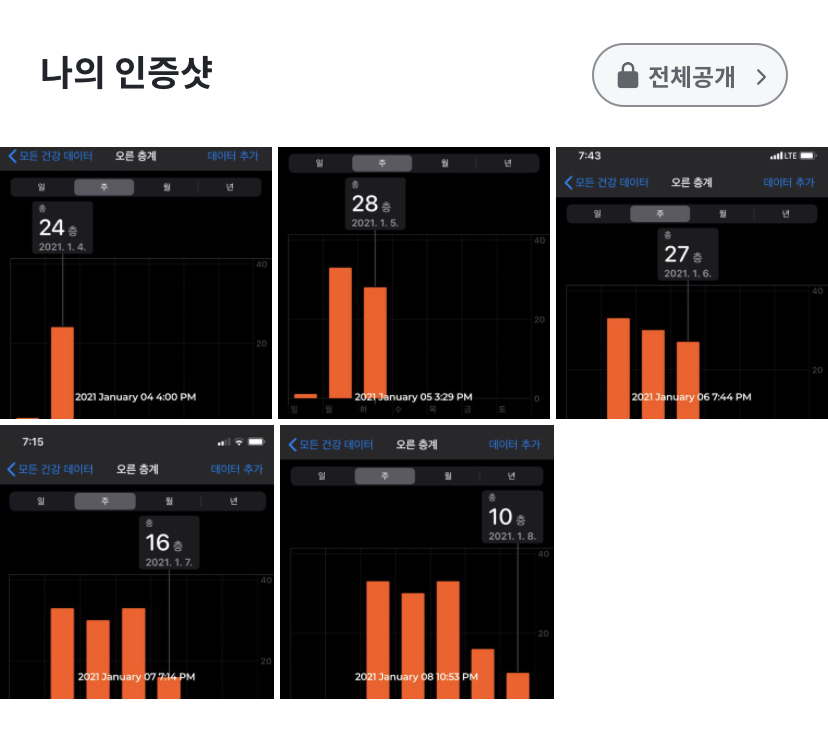 나의 인증샷
전체공개
모든 건강 데이터 오른 층계 데이터 추가
일 주 월 년
총
24 층
2021. 1. 4.
40
20
2021 January 04 4:00 PM
일 주 월 년
총
28 층
2021. 1. 5.
40
20
0
2021 January 05 3:29 PM
일 월 화 수 목 금 토
7:43 LTE
모든 건강 데이터 오른 층계 데이터 추가
일 주 월 년
총
27 층
2021. 1. 6.
40
20
2021 January 06 7:44 PM
7:15
모든 건강 데이터 오른 층계 데이터 추가
일 주 월 년
총
16 층
2021. 1. 7.
40
20
2021 January 07 7:14 PM
모든 건강 데이터 오른 층계 데이터 추가
일 주 월 년
총
10 층
2021. 1. 8.
40
20
2021 January 08 10:53 PM